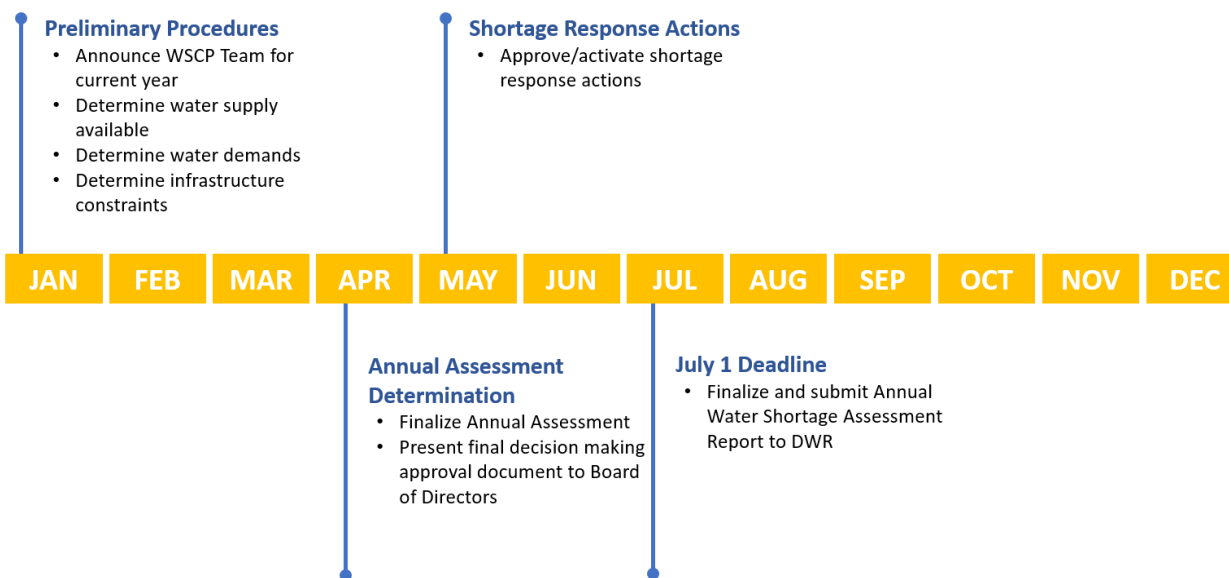 Preliminary Procedures
• Announce WSCP Team for
current year
• Determine water supply
available
• Determine water demands
• Determine infrastructure
constraints
Shortage Response Actions
• Approve/activate shortage
response actions
JAN FEB MAR APR MAY JUN JUL AUG SEP OCT NOV DEC
Annual Assessment
Determination
• Finalize Annual Assessment
• Present final decision making
approval document to Board
of Directors
July 1 Deadline
• Finalize and submit Annual
Water Shortage Assessment
Report to DWR